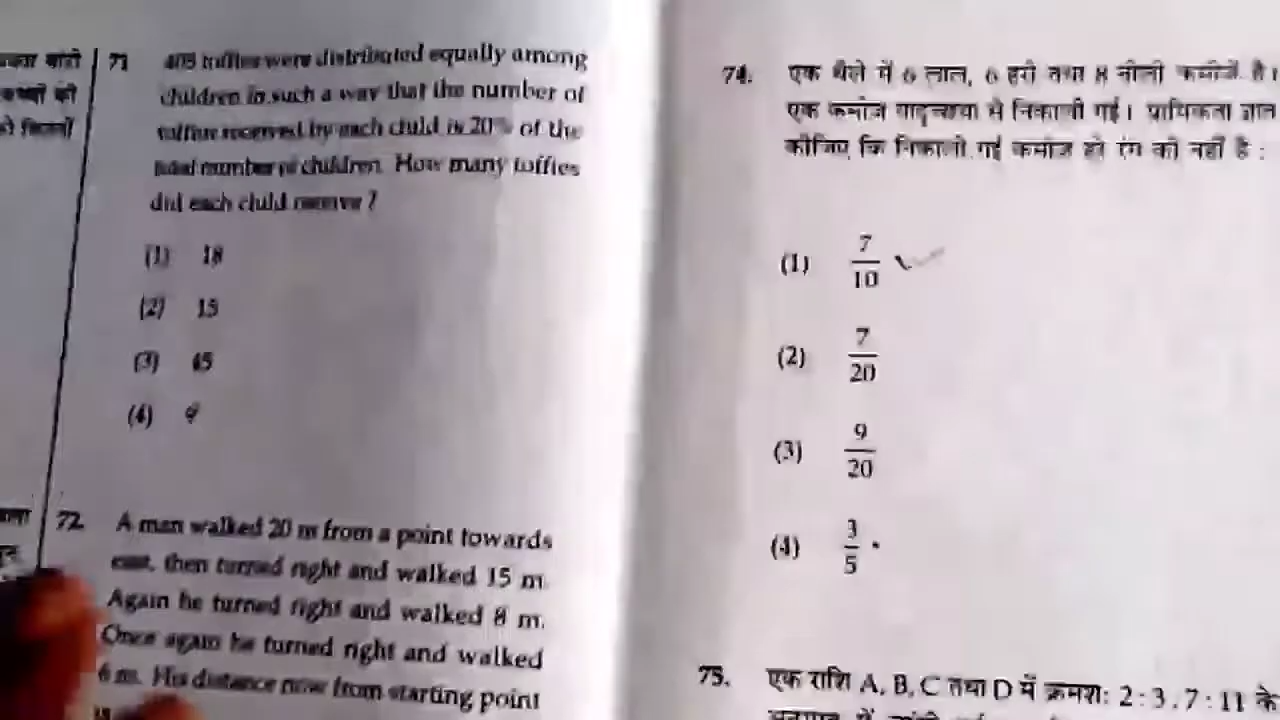 71 405 toffies were distributed equally among
children in such a way that the number of
toffies received by each child is 20% of the
total number of children. How many toffies
did each child receive ?
(1) 18
(2) 15
(3) 45
(4) 9
72. A man walked 20 m from a point towards
east, then turned right and walked 15 m.
Again he turned right and walked 8 m.
Once again he turned right and walked
6 m. His distance now from starting point
74. एक थैले में 6 लाल, 6 हरी तथा 8 नीली कमीजें है।
एक कमीज यादृच्छया से निकाली गई। प्रायिकता ज्ञात
कीजिए कि निकाली गई कमीज हरे रंग की नहीं है :
(1) 7/10
(2) 7/20
(3) 9/20
(4) 3/5
75. एक राशि A, B, C तथा D में क्रमश: 2 : 3 . 7 : 11 के